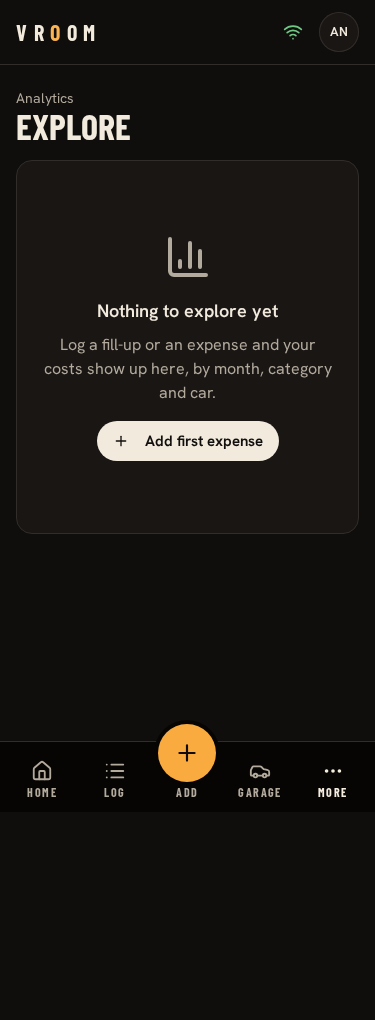 VROOM
AN
Analytics
EXPLORE
Nothing to explore yet
Log a fill-up or an expense and your
costs show up here, by month, category
and car.
Add first expense
HOME
LOG
ADD
GARAGE
MORE